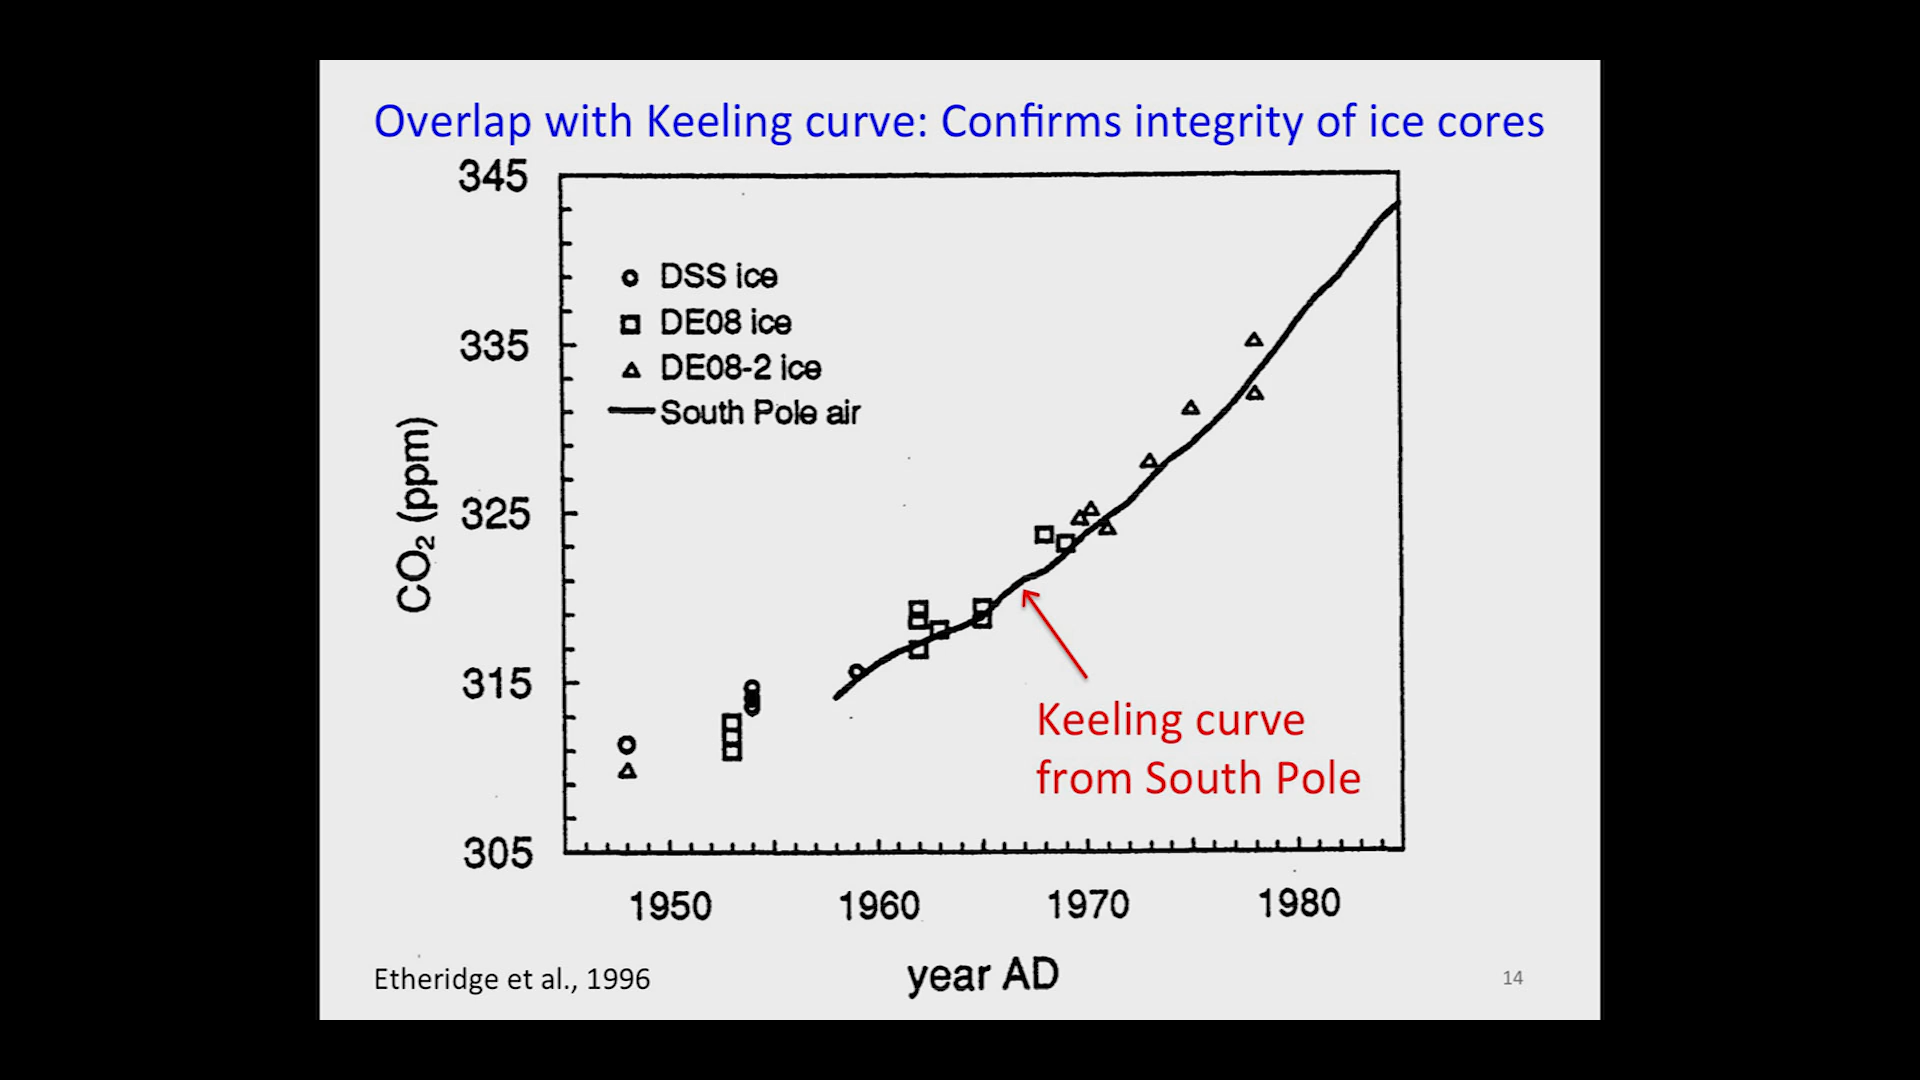 Overlap with Keeling curve: Confirms integrity of ice cores
345
335
325
315
305
CO₂ (ppm)
DSS ice
DE08 ice
DE08-2 ice
South Pole air
Keeling curve
from South Pole
1950 1960 1970 1980
year AD
Etheridge et al., 1996
14